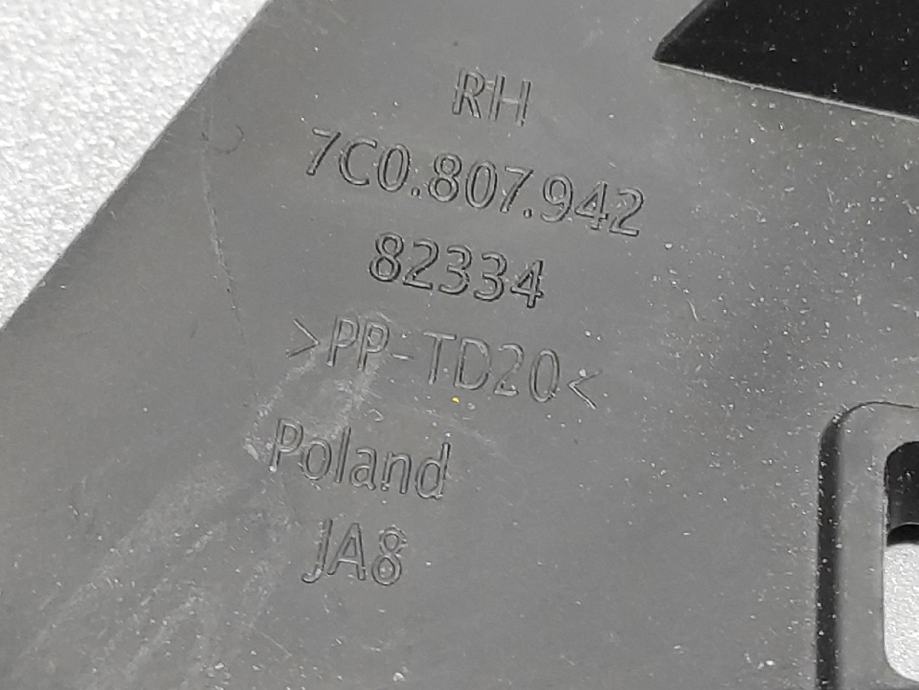 RH
7C0.807.942
82334
>PP-TD20<
Poland
JA8